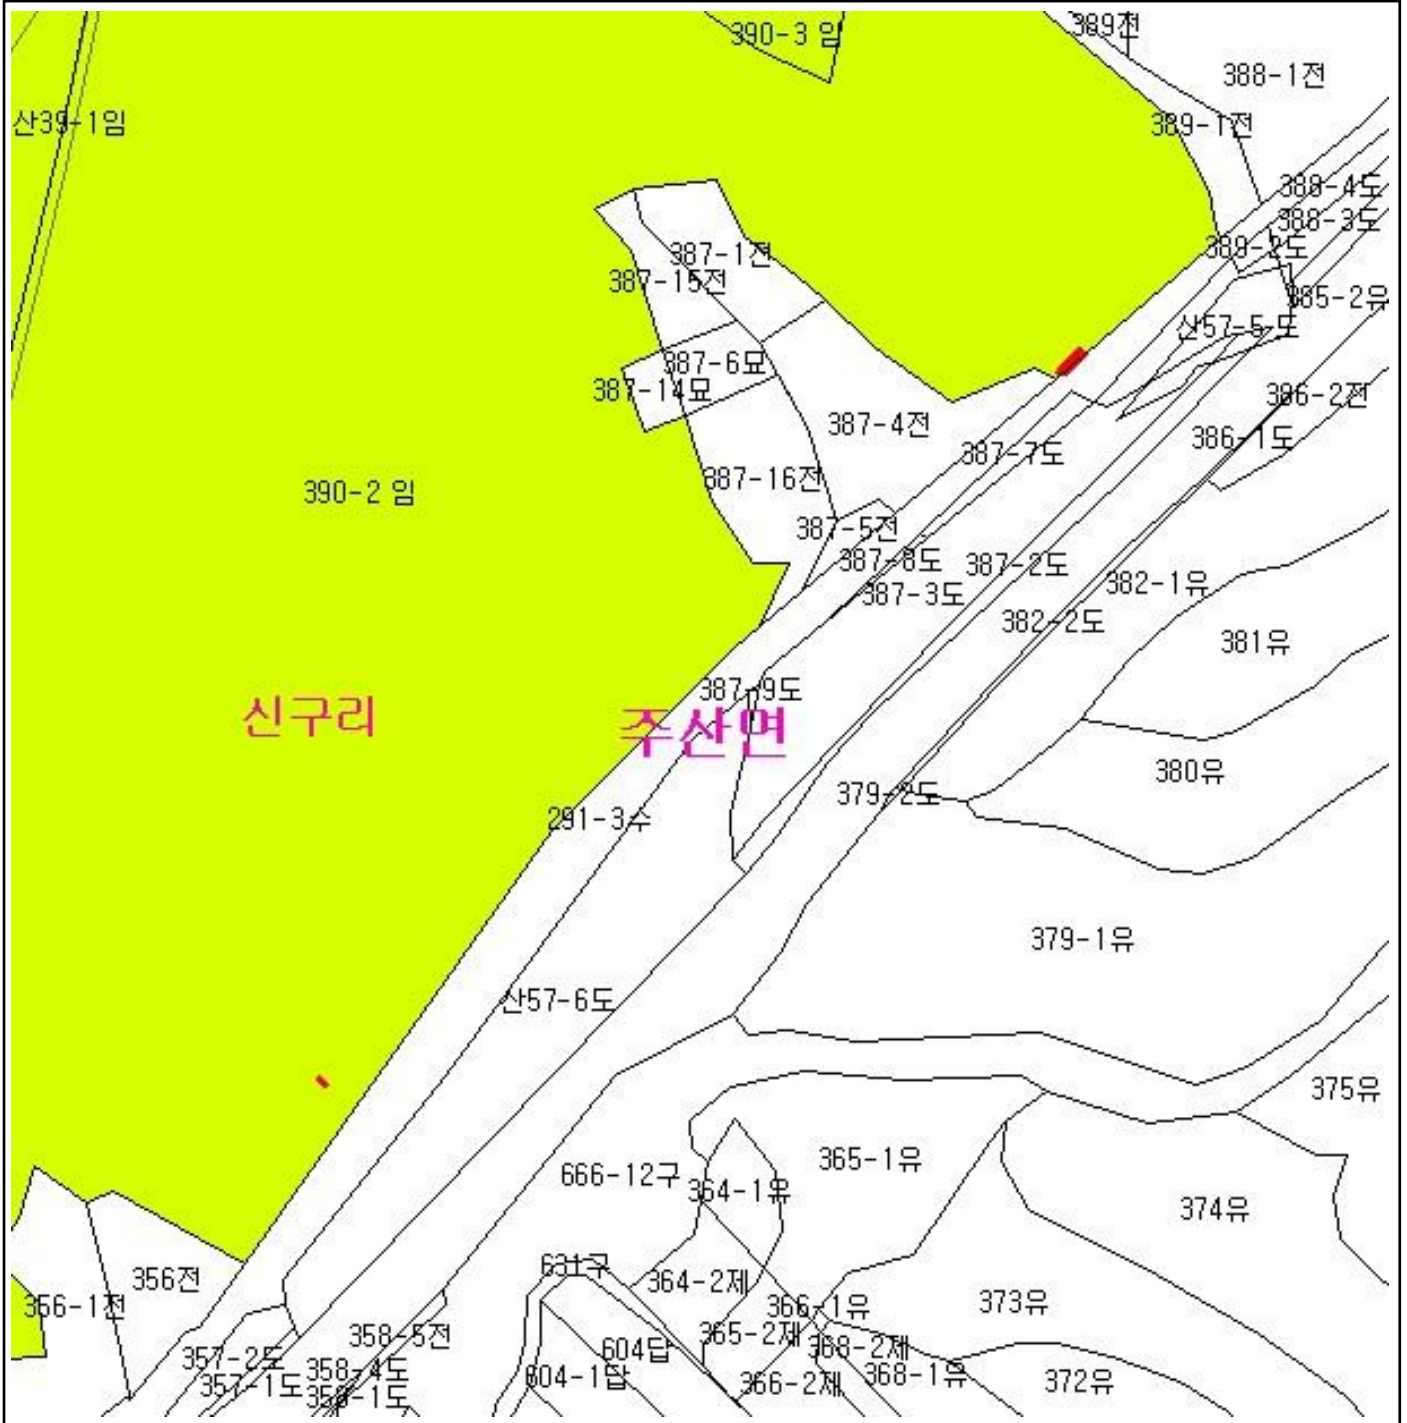 389전
390-3 임
388-1전
산39-1임
389-1전
388-4도
388-3도
389-2도
387-1전
387-15전
385-2유
산57-5도
387-6묘
387-14묘
386-2전
387-4전
386-1도
387-7도
387-16전
390-2 임
387-5전
387-8도
387-2도
387-3도
382-1유
382-2도
381유
387-9도
신구리
주산면
380유
379-2도
291-3수
379-1유
산57-6도
375유
365-1유
666-12구
364-1유
374유
631구
356전
364-2제
356-1전
366-1유
373유
358-5전
365-2제
368-2제
604답
357-2도
358-4도
604-1답
368-1유
357-1도
366-2제
372유
358-1도